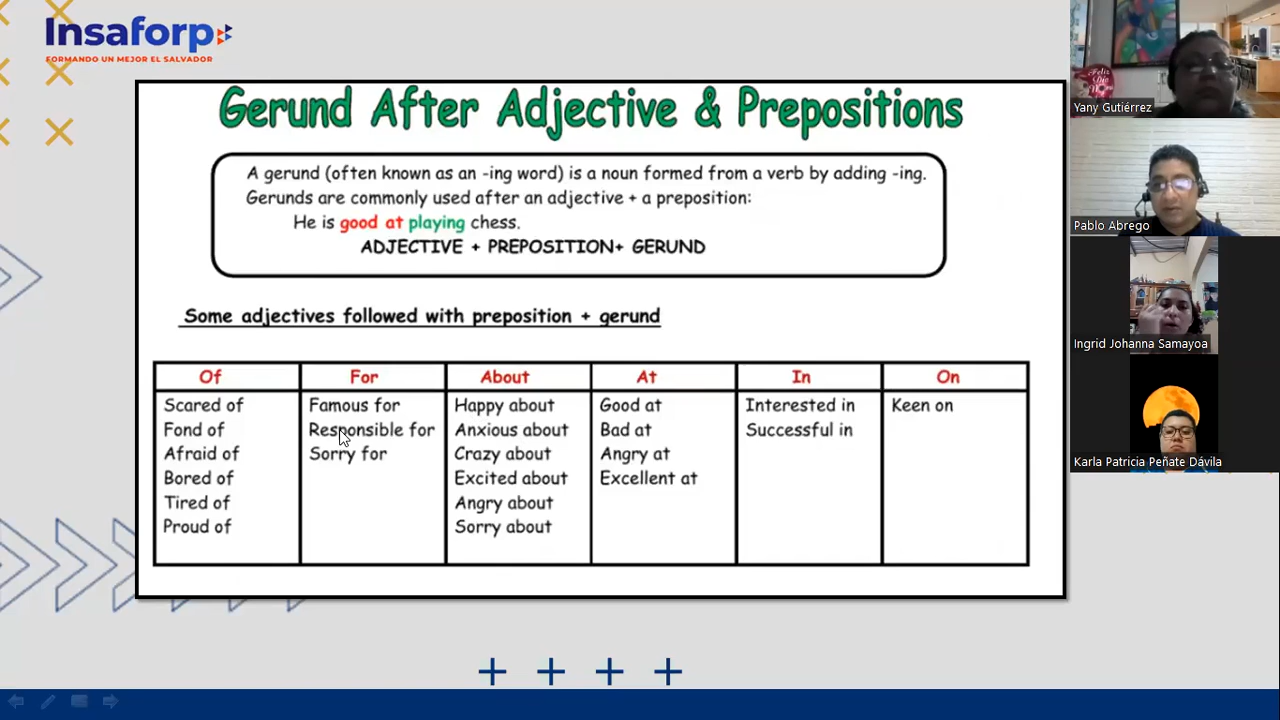 Insaforp
FORMANDO UN MEJOR EL SALVADOR
Gerund After Adjective & Prepositions
A gerund (often known as an -ing word) is a noun formed from a verb by adding -ing.
Gerunds are commonly used after an adjective + a preposition:
He is good at playing chess.
ADJECTIVE + PREPOSITION+ GERUND
Some adjectives followed with preposition + gerund
Of
Scared of
Fond of
Afraid of
Bored of
Tired of
Proud of
For
Famous for
Responsible for
Sorry for
About
Happy about
Anxious about
Crazy about
Excited about
Angry about
Sorry about
At
Good at
Bad at
Angry at
Excellent at
In
Interested in
Successful in
On
Keen on
Feliz
Yany Gutiérrez
Pablo Abrego
Ingrid Johanna Samayoa
Karla Patricia Peñate Dávila